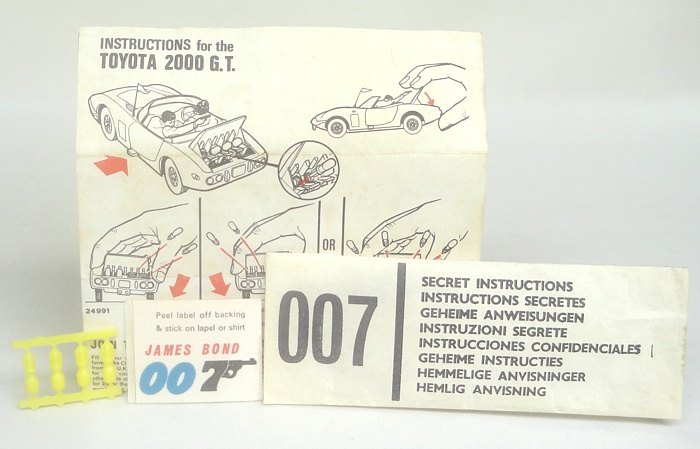 INSTRUCTIONS for the
TOYOTA 2000 G.T.
OR
24991
Peel label off backing
& stick on lapel or shirt
JAMES BOND
007
007
SECRET INSTRUCTIONS
INSTRUCTIONS SECRETES
GEHEIME ANWEISUNGEN
INSTRUZIONI SEGRETE
INSTRUCCIONES CONFIDENCIALES
GEHEIME INSTRUCTIES
HEMMELIGE ANVISNINGER
HEMLIG ANVISNING